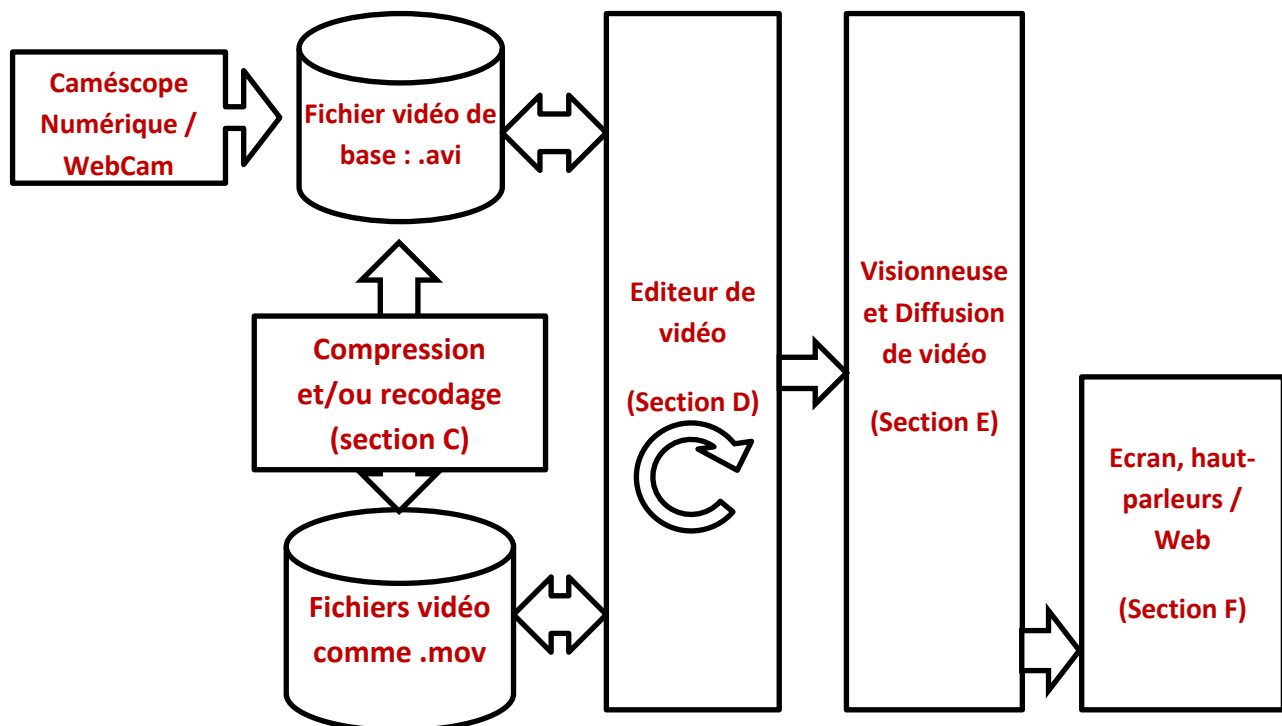 Caméscope
Numérique /
WebCam
Fichier vidéo de
base : .avi
Compression
et/ou recodage
(section C)
Fichiers vidéo
comme .mov
Editeur de
vidéo
(Section D)
Visionneuse
et Diffusion
de vidéo
(Section E)
Ecran, haut-
parleurs /
Web
(Section F)